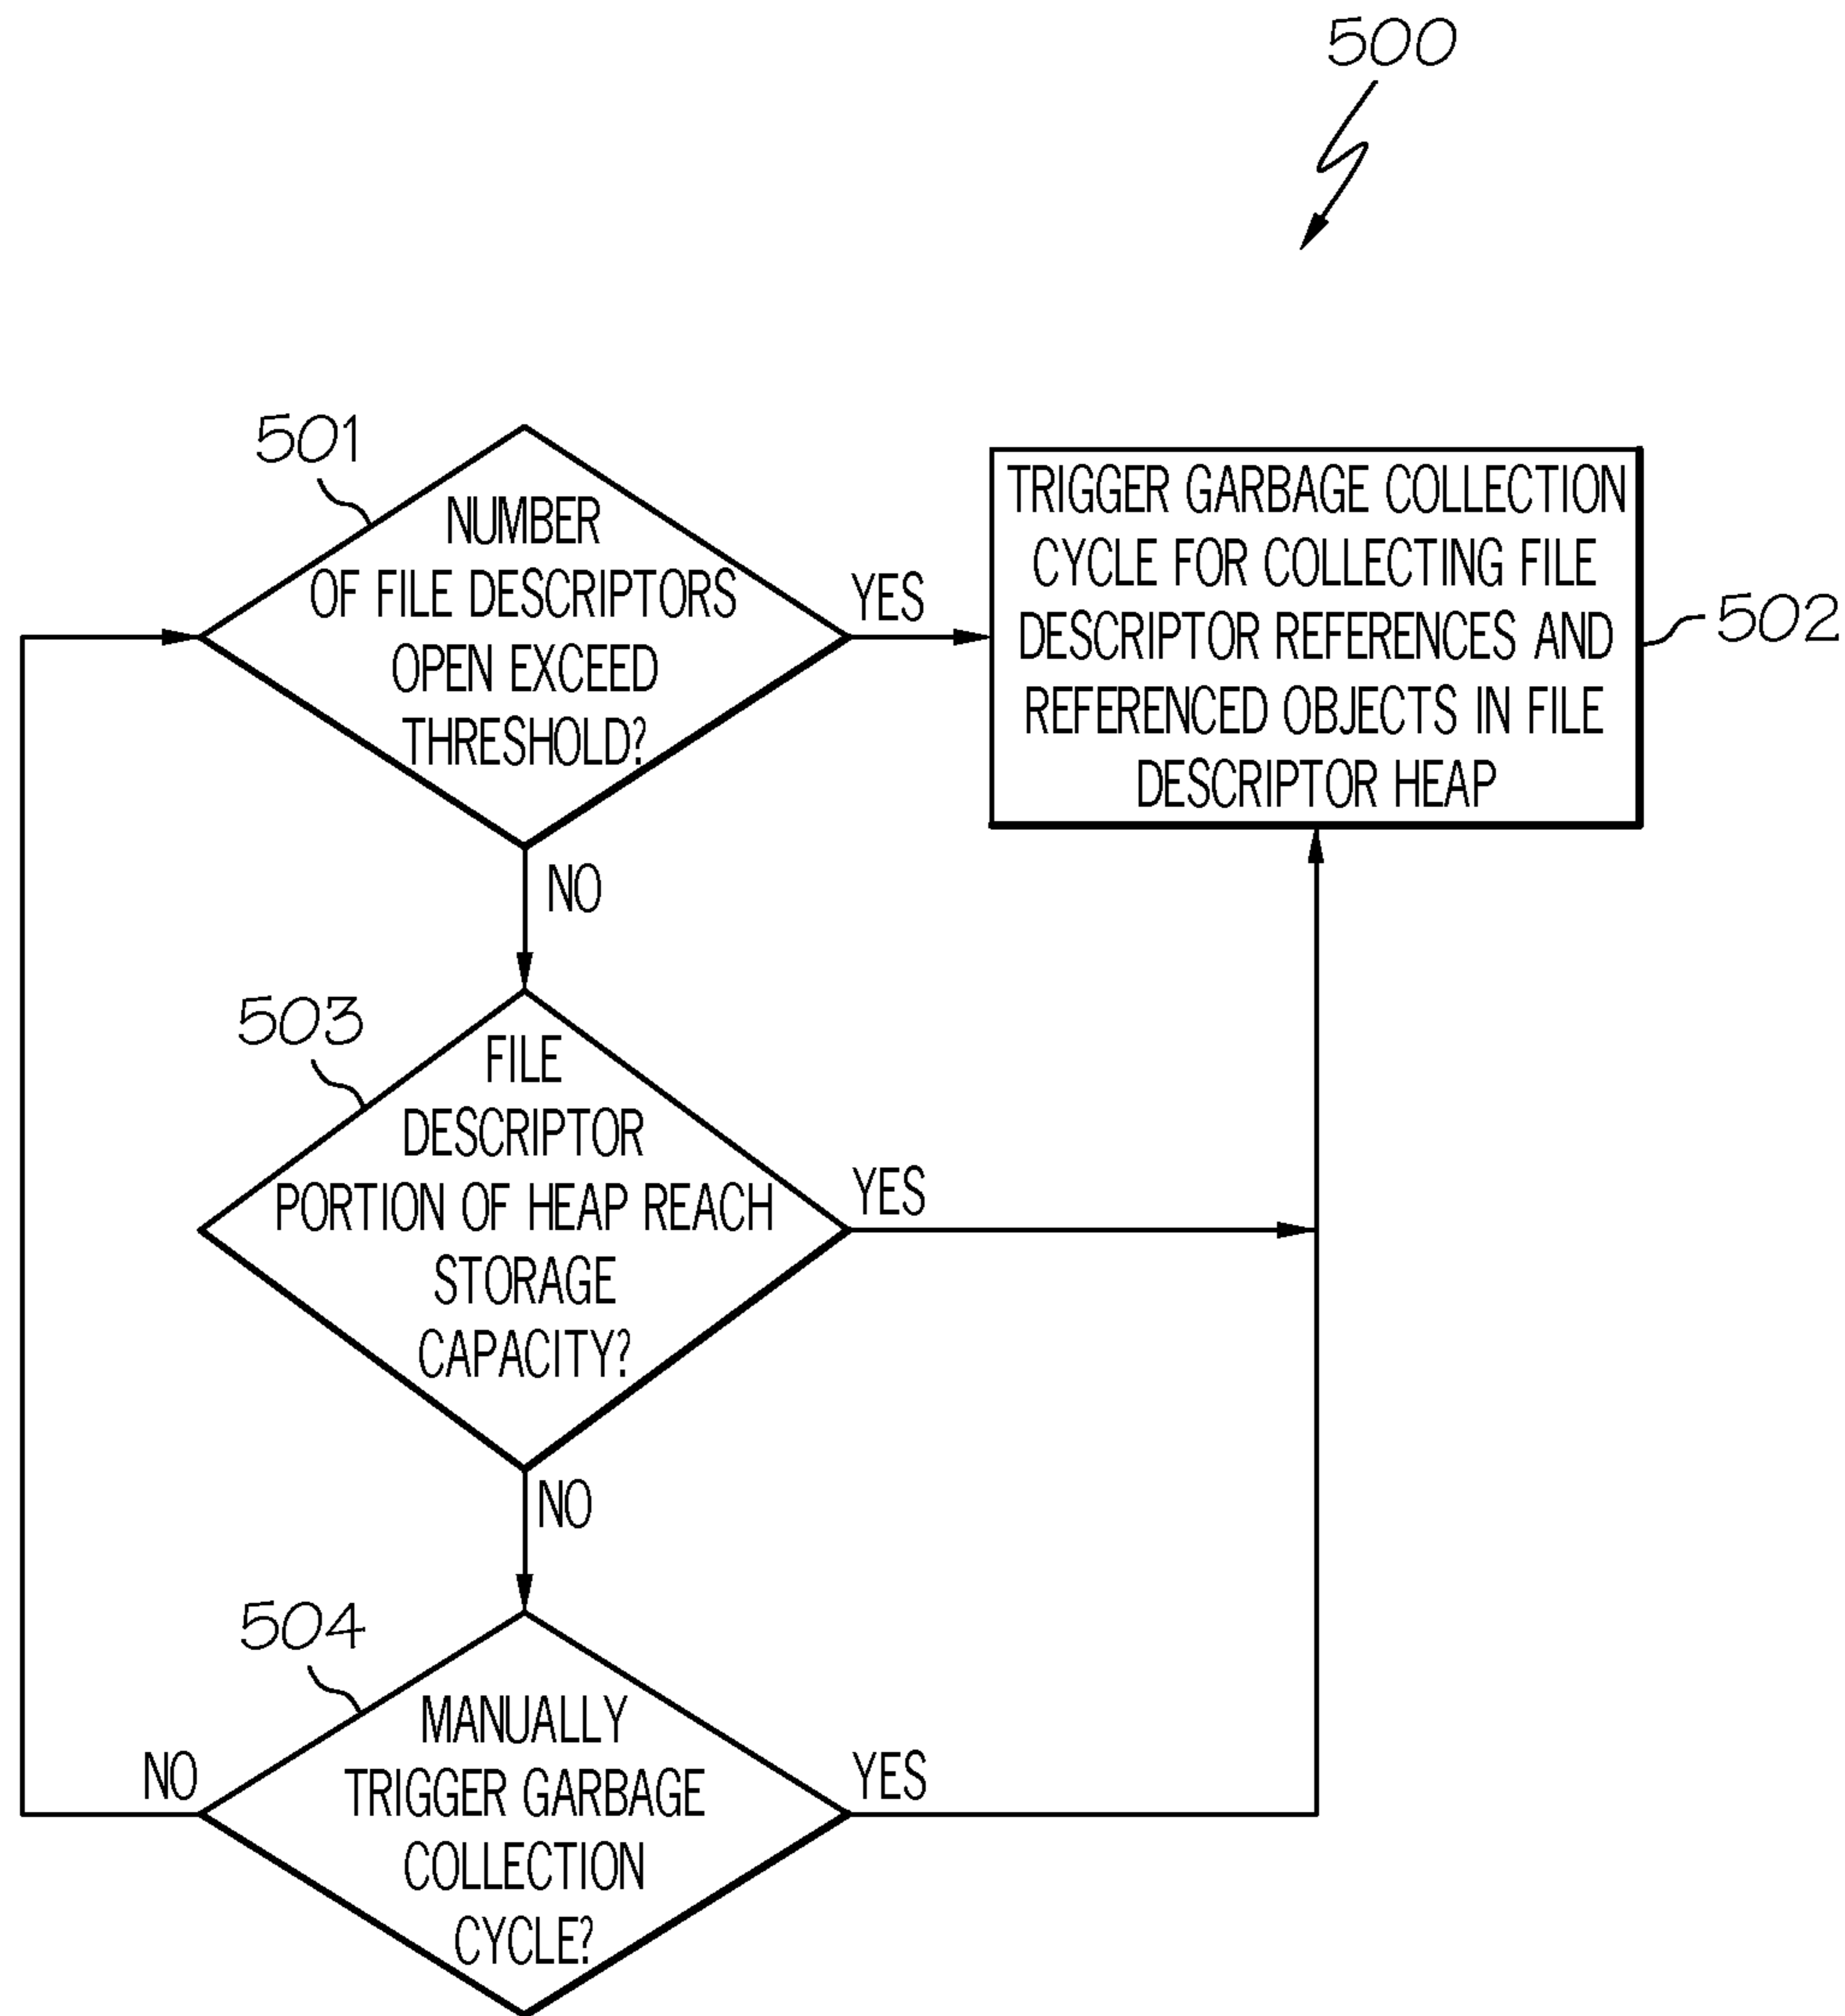 500
501
NUMBER
OF FILE DESCRIPTORS
OPEN EXCEED
THRESHOLD?
YES
TRIGGER GARBAGE COLLECTION
CYCLE FOR COLLECTING FILE
DESCRIPTOR REFERENCES AND
REFERENCED OBJECTS IN FILE
DESCRIPTOR HEAP
502
NO
503
FILE
DESCRIPTOR
PORTION OF HEAP REACH
STORAGE
CAPACITY?
YES
NO
504
MANUALLY
TRIGGER GARBAGE
COLLECTION
CYCLE?
NO
YES